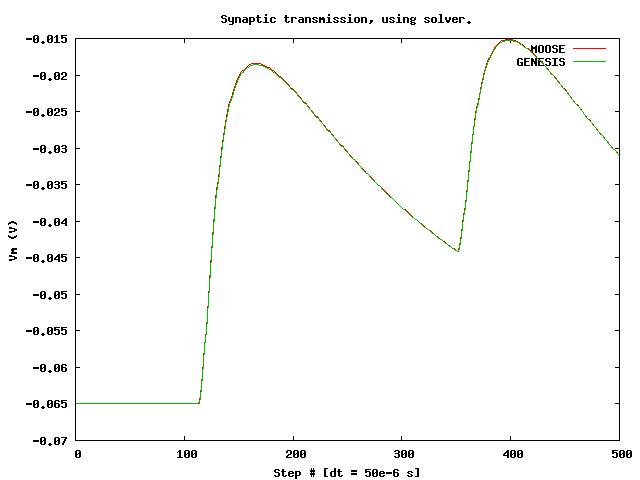 Synaptic transmission, using solver.
-0.015
MOOSE
GENESIS
-0.02
-0.025
-0.03
-0.035
-0.04
Vm (V)
-0.045
-0.05
-0.055
-0.06
-0.065
-0.07
0 100 200 300 400 500
Step # [dt = 50e-6 s]